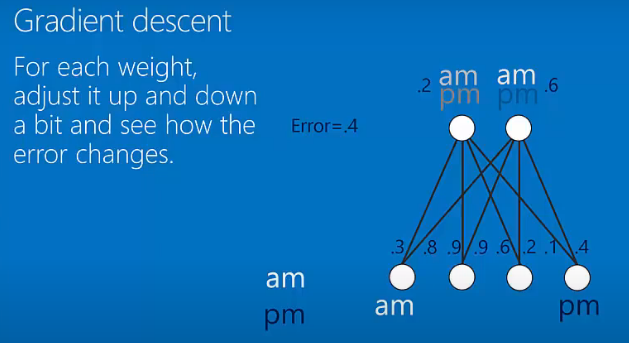 Gradient descent
For each weight,
adjust it up and down
a bit and see how the
error changes.
Error=.4
.2 am am .6
pm pm
.3 .8 .9 .9 .6 .2 .1 .4
am
pm
am pm